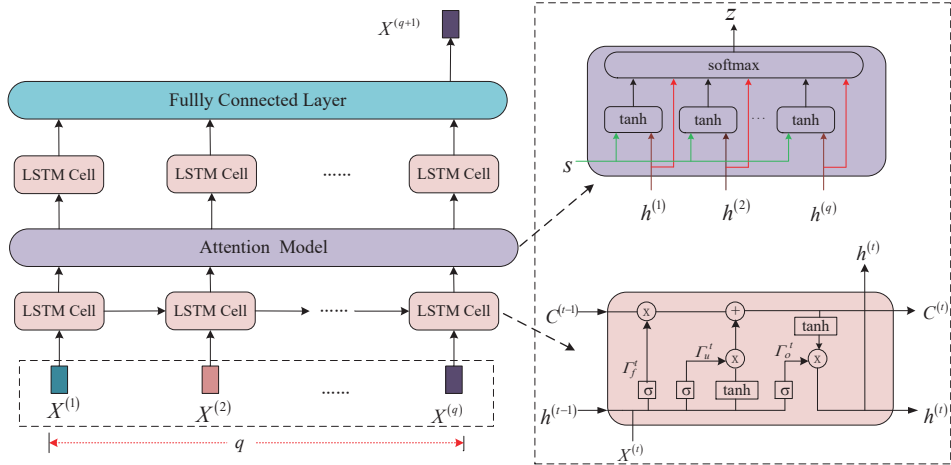 X^(q+1)
Fullly Connected Layer
LSTM Cell LSTM Cell ...... LSTM Cell
Attention Model
LSTM Cell LSTM Cell ...... LSTM Cell
X^(1) X^(2) ...... X^(q)
q
z
softmax
tanh tanh ... tanh
s
h^(1) h^(2) h^(q)
h^(t)
C^(t-1) x + C^(t)
tanh
Γ_f^t Γ_u^t x Γ_o^t x
σ σ tanh σ
h^(t-1) h^(t)
X^(t)